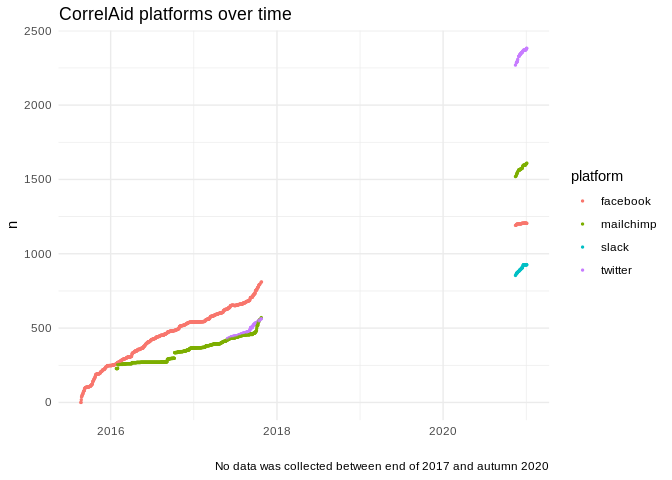 CorrelAid platforms over time
2500
2000
1500
1000
500
0
n
2016
2018
2020
platform
facebook
mailchimp
slack
twitter
No data was collected between end of 2017 and autumn 2020